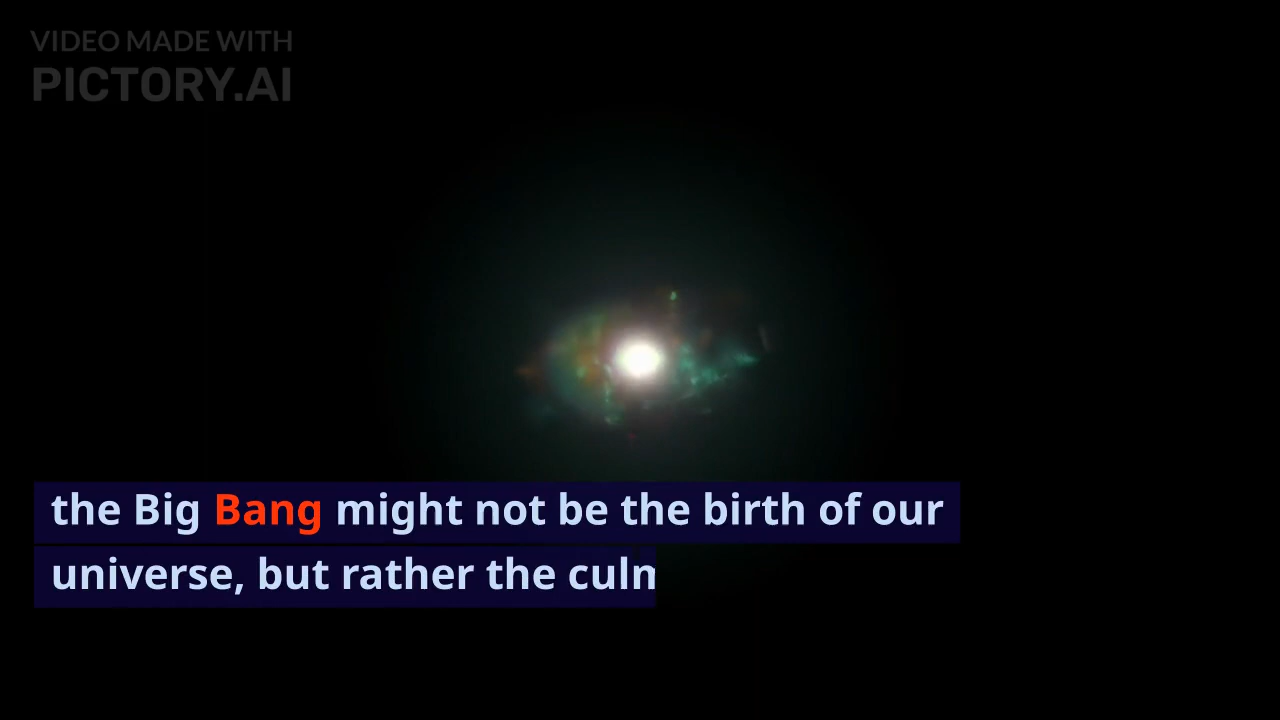 VIDEO MADE WITH
PICTORY.AI
the Big Bang might not be the birth of our
universe, but rather the